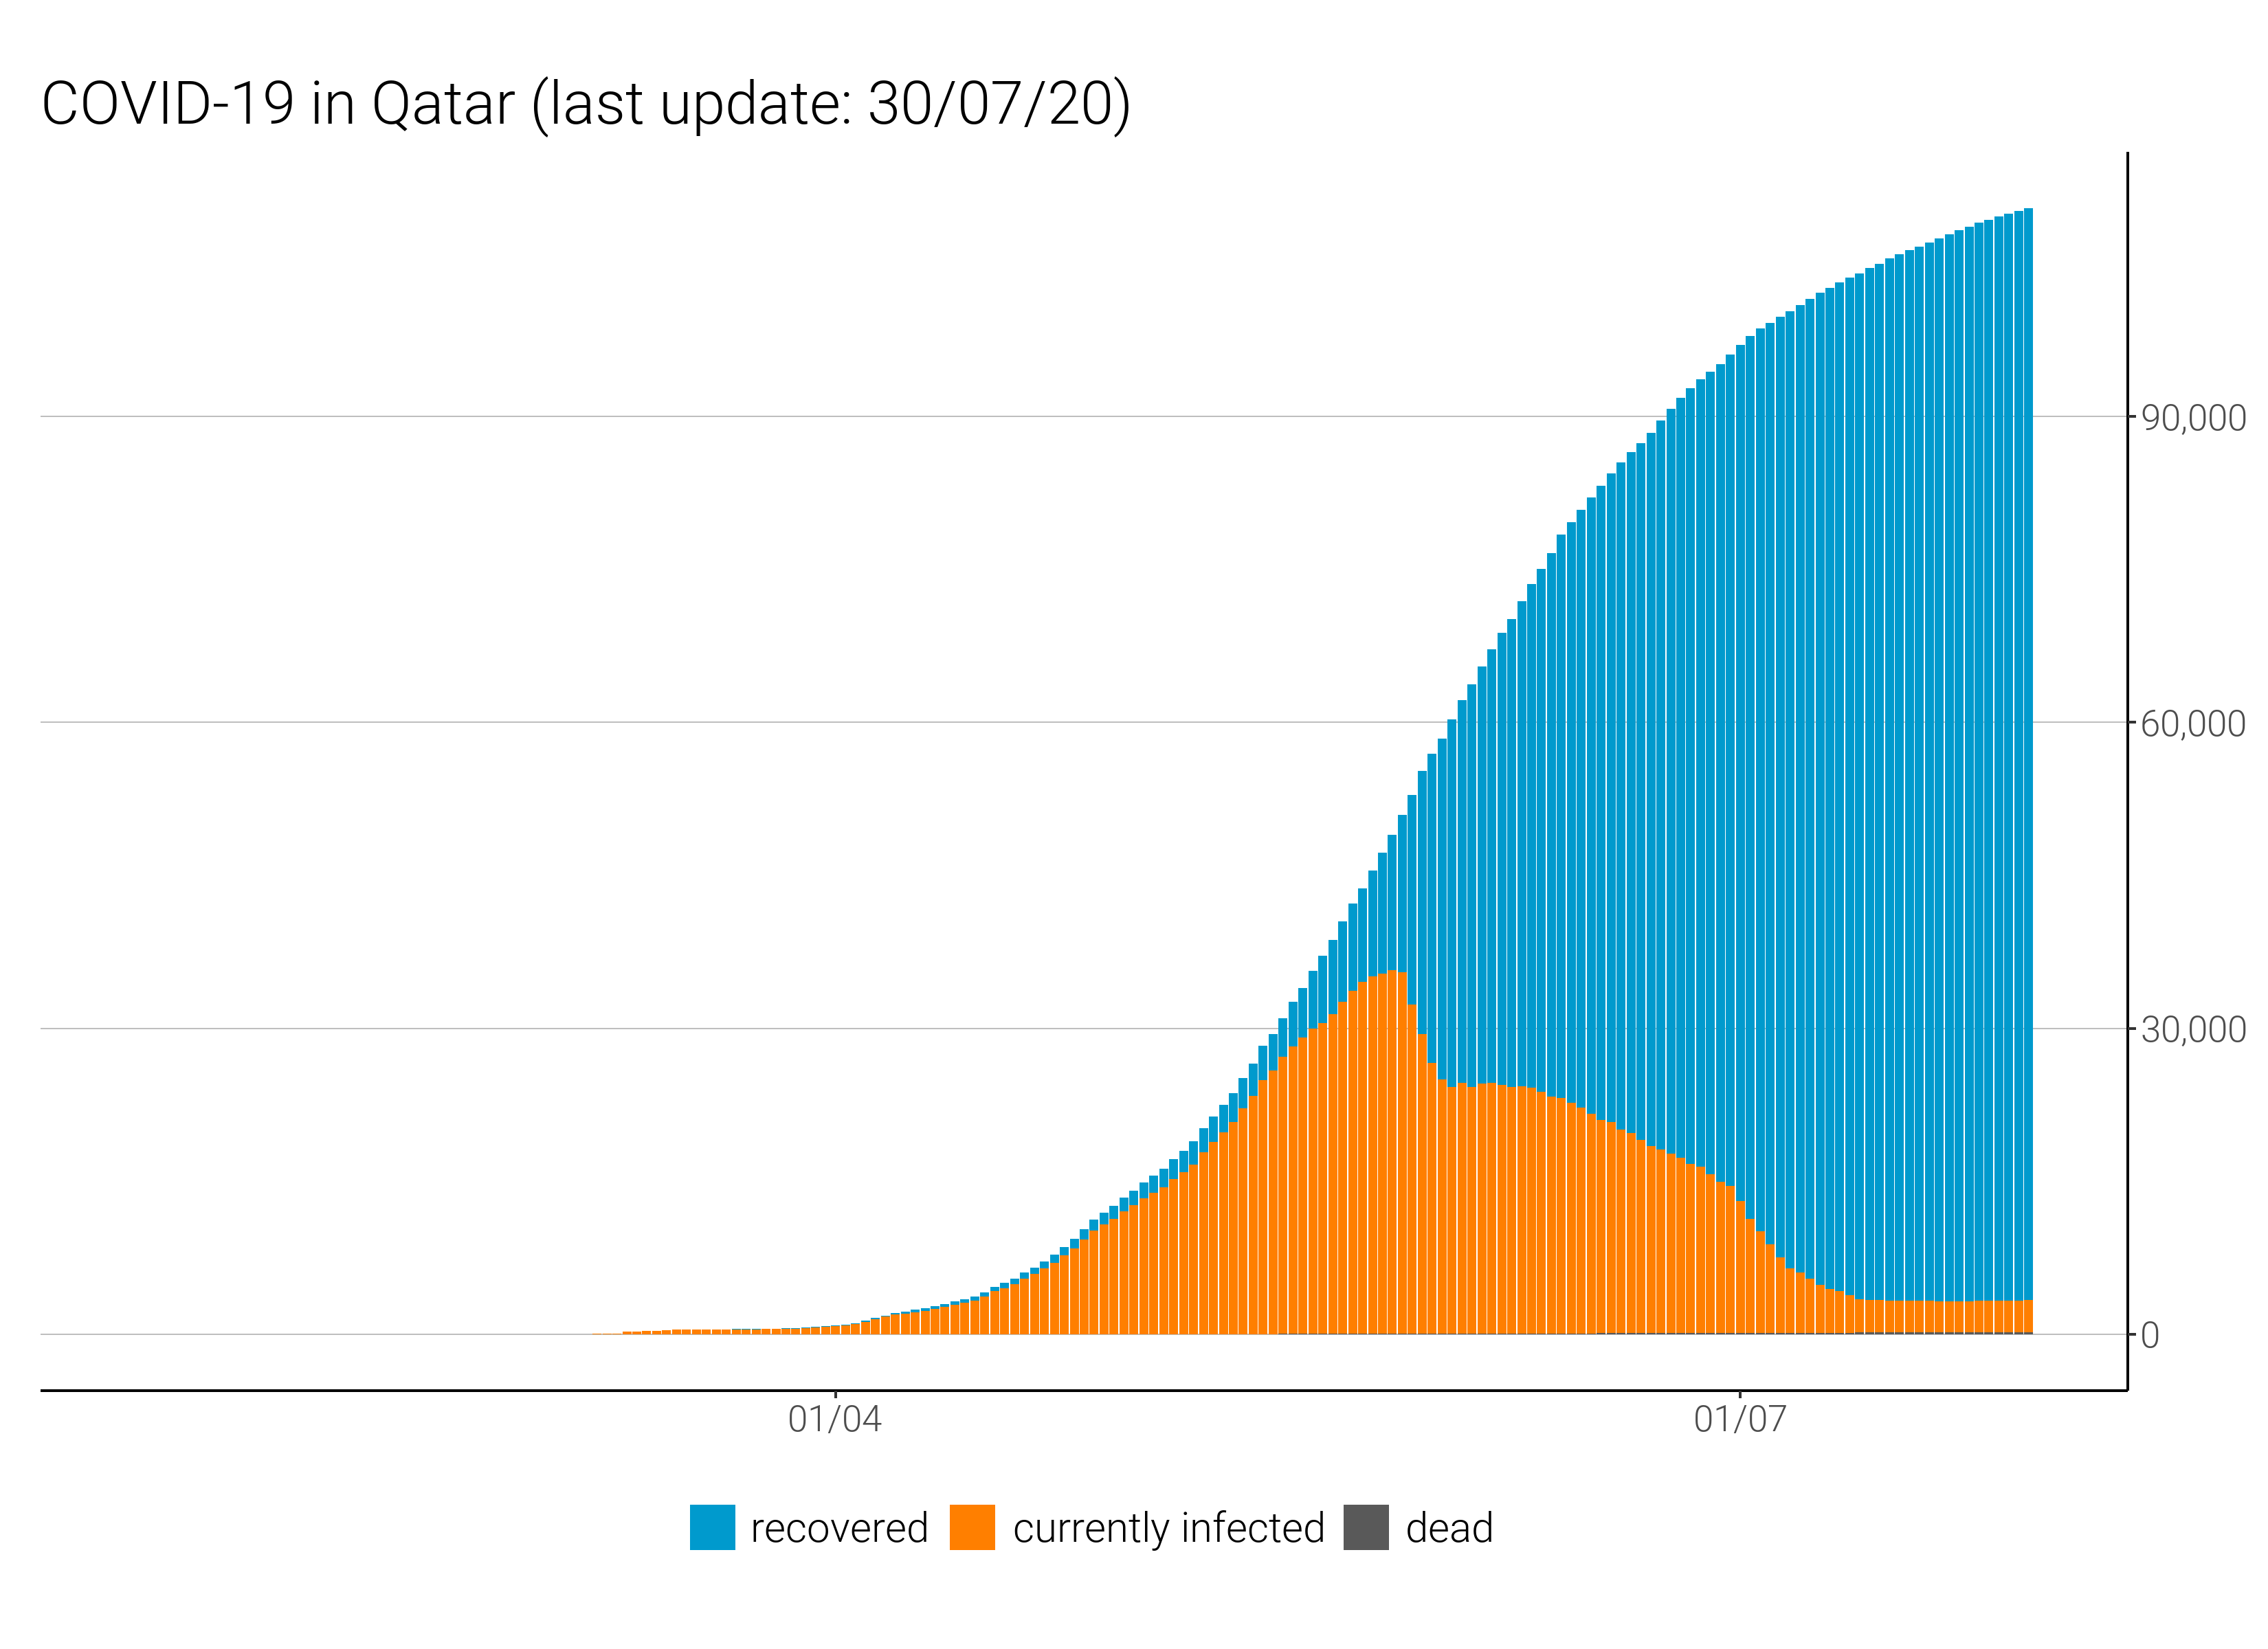 COVID-19 in Qatar (last update: 30/07/20)
90,000
60,000
30,000
0
01/04 01/07
recovered currently infected dead